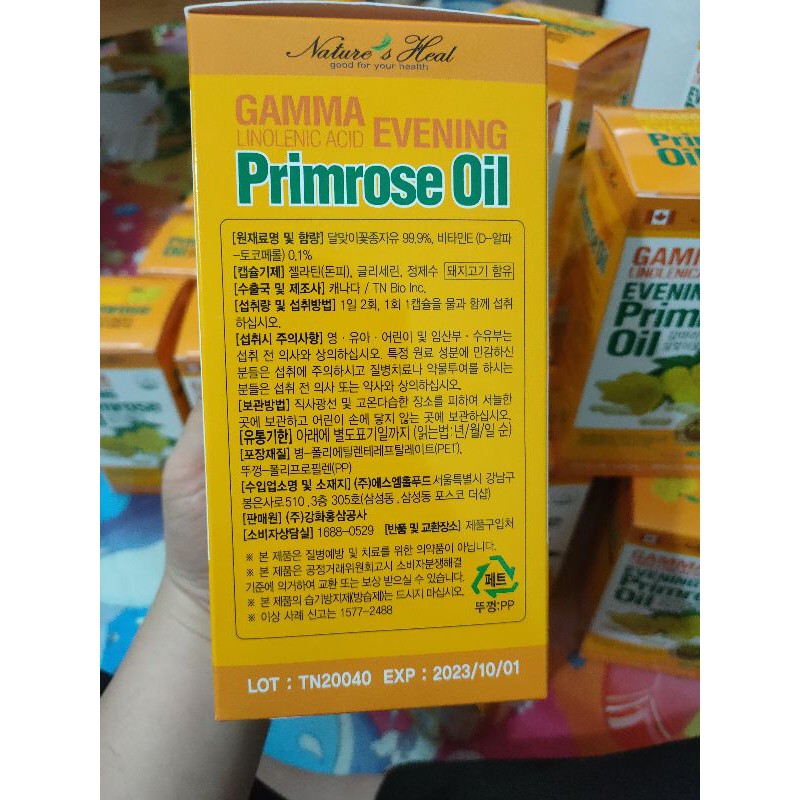 Nature's Heal
good for your health
GAMMA
LINOLENIC ACID EVENING
Primrose Oil
[원재료명 및 함량] 달맞이꽃종자유 99.9%, 비타민E (D-알파
-토코페롤) 0.1%
[캡슐기제] 젤라틴(돈피), 글리세린, 정제수 돼지고기 함유
[수출국 및 제조사] 캐나다 / TN Bio Inc.
[섭취량 및 섭취방법] 1일 2회, 1회 1캡슐을 물과 함께 섭취
하십시오.
[섭취시 주의사항] 영·유아·어린이 및 임산부·수유부는
섭취 전 의사와 상의하십시오. 특정 원료 성분에 민감하신
분들은 섭취에 주의하시고 질병치료나 약물투여를 하시는
분들은 섭취 전 의사 또는 약사와 상의하십시오.
[보관방법] 직사광선 및 고온다습한 장소를 피하여 서늘한
곳에 보관하고 어린이 손에 닿지 않는 곳에 보관하십시오.
[유통기한] 아래에 별도표기일까지 (읽는법:년/월/일 순)
[포장재질] 병-폴리에틸렌테레프탈레이트(PET),
뚜껑-폴리프로필렌(PP)
[수입업소명 및 소재지] (주)에스엠홀푸드 서울특별시 강남구
봉은사로 510, 3층 305호(삼성동, 삼성동 포스코 더샵)
[판매원] (주)강화홍삼공사
[소비자상담실] 1688-0529 [반품 및 교환장소] 제품구입처
※ 본 제품은 질병예방 및 치료를 위한 의약품이 아닙니다.
※ 본 제품은 공정거래위원회고시 소비자분쟁해결
기준에 의거하여 교환 또는 보상 받으실 수 있습니다.
※ 본 제품의 습기방지제(방습제)는 드시지 마십시오.
※ 이상 사례 신고는 1577-2488
페트
뚜껑:PP
LOT : TN20040 EXP : 2023/10/01
Primrose
Oil
GAMMA
LINOLENIC
EVENING
Primrose
Oil
GAMMA
LINOLENIC
EVENING
Primrose
Oil